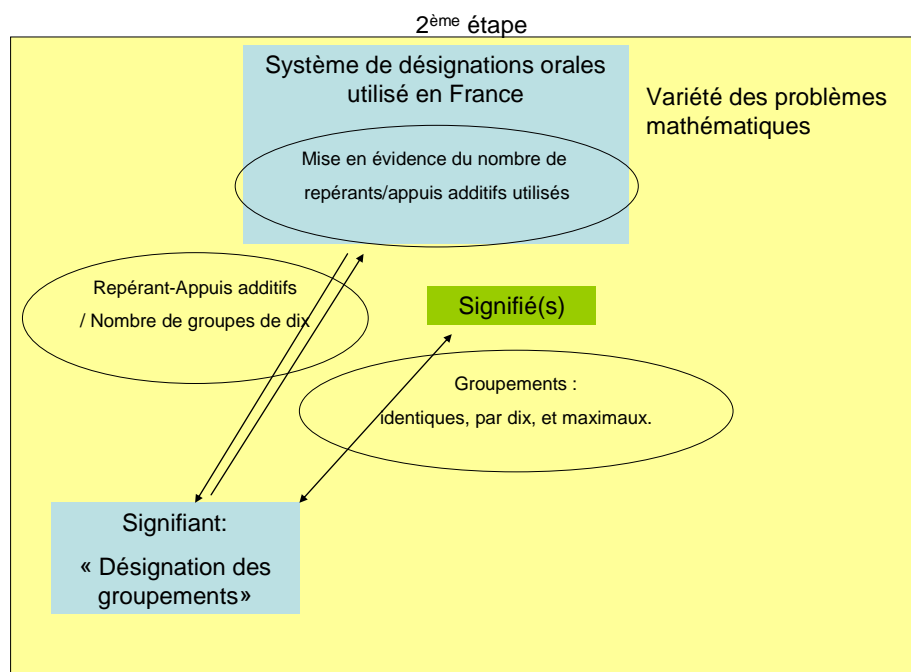 2ème étape
Système de désignations orales
utilisé en France
Variété des problèmes
mathématiques
Mise en évidence du nombre de
repérants/appuis additifs utilisés
Repérant-Appuis additifs
/ Nombre de groupes de dix
Signifié(s)
Groupements :
identiques, par dix, et maximaux.
Signifiant:
« Désignation des
groupements»